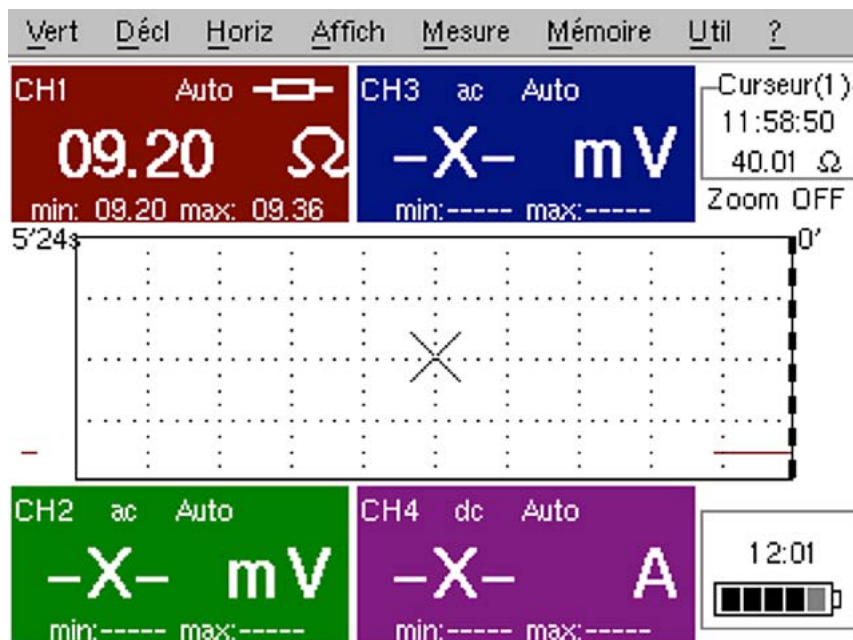 Vert Décl Horiz Affich Mesure Mémoire Util ?
CH1 Auto
09.20 Ω
min: 09.20 max: 09.36
CH3 ac Auto
-X- mV
min:----- max:-----
Curseur(1)
11:58:50
40.01 Ω
Zoom OFF
5'24s
0'
CH2 ac Auto
-X- mV
min:----- max:-----
CH4 dc Auto
-X- A
min:----- max:-----
12:01